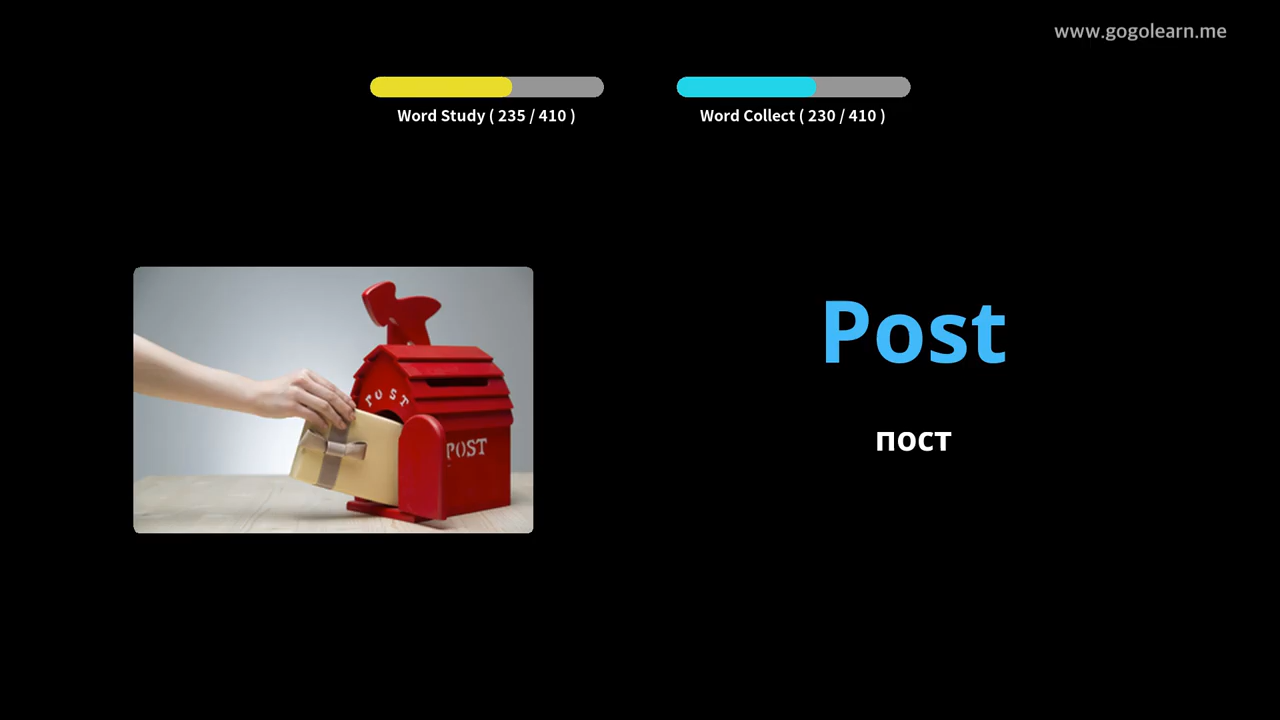 www.gogolearn.me
Word Study ( 235 / 410 )
Word Collect ( 230 / 410 )
POST
POST
Post
пост